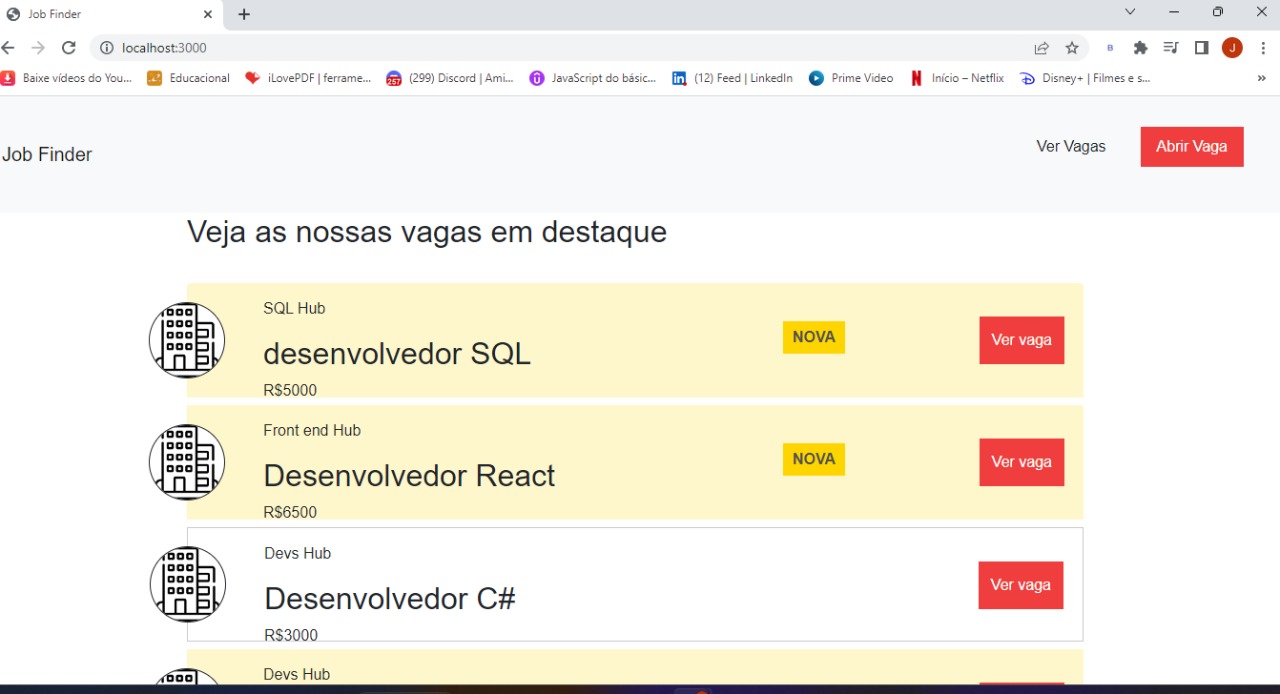 Job Finder
localhost:3000
B
J
Baixe vídeos do You...
Educacional
iLovePDF | ferrame...
257
(299) Discord | Ami...
JavaScript do básic...
(12) Feed | LinkedIn
Prime Video
Início – Netflix
Disney+ | Filmes e s...
»
Job Finder
Ver Vagas
Abrir Vaga
Veja as nossas vagas em destaque
SQL Hub
desenvolvedor SQL
R$5000
NOVA
Ver vaga
Front end Hub
Desenvolvedor React
R$6500
NOVA
Ver vaga
Devs Hub
Desenvolvedor C#
R$3000
Ver vaga
Devs Hub